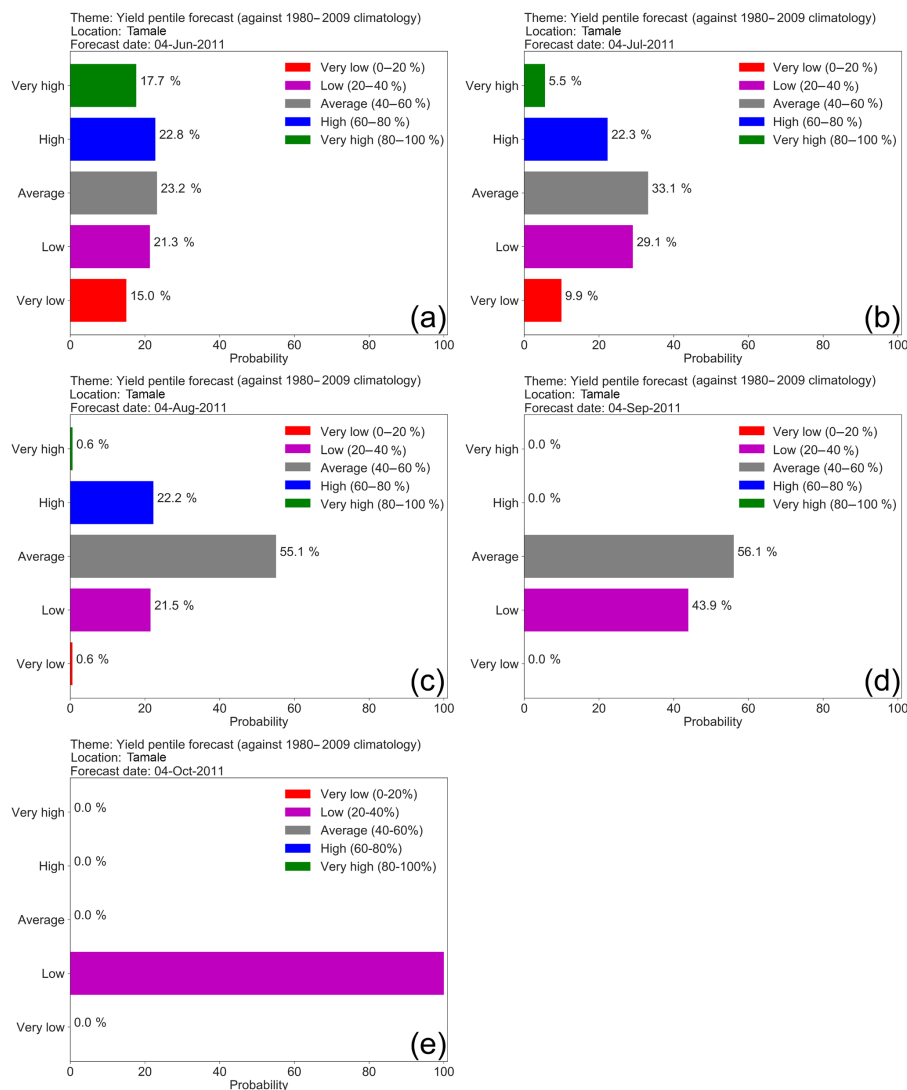 Theme: Yield pentile forecast (against 1980–2009 climatology)
Location: Tamale
Forecast date: 04-Jun-2011
Very high
17.7 %
High
22.8 %
Average
23.2 %
Low
21.3 %
Very low
15.0 %
Very low (0–20 %)
Low (20–40 %)
Average (40–60 %)
High (60–80 %)
Very high (80–100 %)
(a)
0 20 40 60 80 100
Probability
Theme: Yield pentile forecast (against 1980–2009 climatology)
Location: Tamale
Forecast date: 04-Jul-2011
Very high
5.5 %
High
22.3 %
Average
33.1 %
Low
29.1 %
Very low
9.9 %
Very low (0–20 %)
Low (20–40 %)
Average (40–60 %)
High (60–80 %)
Very high (80–100 %)
(b)
0 20 40 60 80 100
Probability
Theme: Yield pentile forecast (against 1980–2009 climatology)
Location: Tamale
Forecast date: 04-Aug-2011
Very high
0.6 %
High
22.2 %
Average
55.1 %
Low
21.5 %
Very low
0.6 %
Very low (0–20 %)
Low (20–40 %)
Average (40–60 %)
High (60–80 %)
Very high (80–100 %)
(c)
0 20 40 60 80 100
Probability
Theme: Yield pentile forecast (against 1980–2009 climatology)
Location: Tamale
Forecast date: 04-Sep-2011
Very high
0.0 %
High
0.0 %
Average
56.1 %
Low
43.9 %
Very low
0.0 %
Very low (0–20 %)
Low (20–40 %)
Average (40–60 %)
High (60–80 %)
Very high (80–100 %)
(d)
0 20 40 60 80 100
Probability
Theme: Yield pentile forecast (against 1980–2009 climatology)
Location: Tamale
Forecast date: 04-Oct-2011
Very high
0.0 %
High
0.0 %
Average
0.0 %
Low
Very low
0.0 %
Very low (0-20%)
Low (20-40%)
Average (40-60%)
High (60-80%)
Very high (80-100%)
(e)
0 20 40 60 80 100
Probability